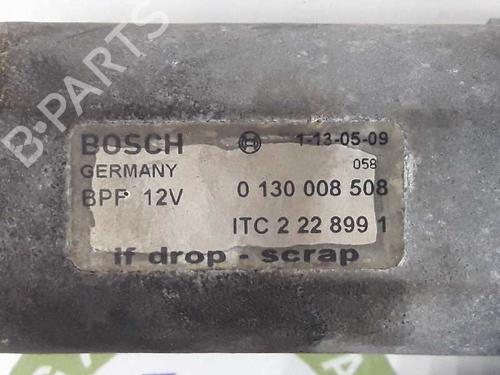 BOSCH 1-13-05-09
GERMANY 058
BPF 12V 0 130 008 508
ITC 2 22 899 1
if drop - scrap
B-PARTS